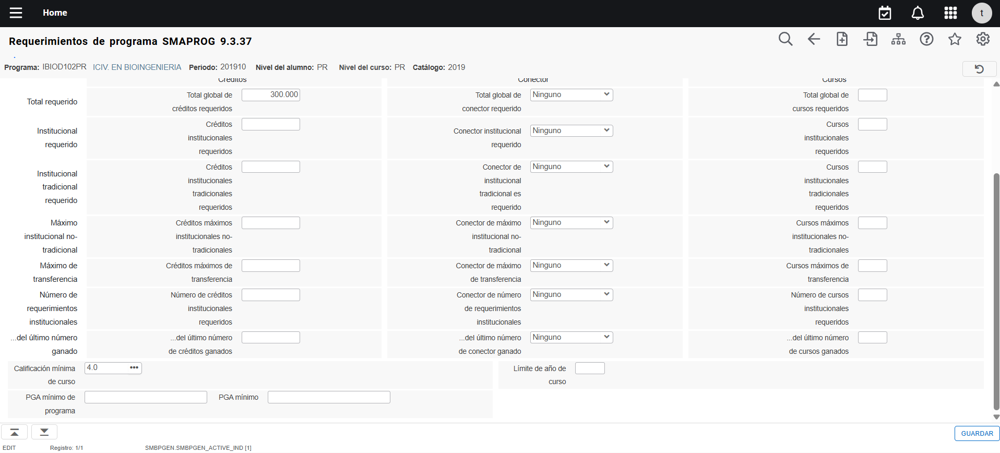 Home
t
Requerimientos de programa SMAPROG 9.3.37
Programa: IBIOD102PR ICIV. EN BIOINGENIERIA Periodo: 201910 Nivel del alumno: PR Nivel del curso: PR Catálogo: 2019
Créditos Conector Cursos
Total requerido Total global de créditos requeridos 300.000 Total global de conector requerido Ninguno Total global de cursos requeridos
Institucional requerido Créditos institucionales requeridos Conector institucional requerido Ninguno Cursos institucionales requeridos
Institucional tradicional requerido Créditos institucionales tradicionales requeridos Conector de institucional tradicional es requerido Ninguno Cursos institucionales tradicionales requeridos
Máximo institucional no-tradicional Créditos máximos institucionales no-tradicionales Conector de máximo institucional no-tradicional Ninguno Cursos máximos institucionales no-tradicionales
Máximo de transferencia Créditos máximos de transferencia Conector de máximo de transferencia Ninguno Cursos máximos de transferencia
Número de requerimientos institucionales Número de créditos institucionales requeridos Conector de número de requerimientos institucionales Ninguno Número de cursos institucionales requeridos
...del último número ganado ...del último número de créditos ganados ...del último número de conector ganado Ninguno ...del último número de cursos ganados
Calificación mínima de curso 4.0 ••• Límite de año de curso
PGA mínimo de programa PGA mínimo
GUARDAR
EDIT Registro: 1/1 SMBPGEN.SMBPGEN_ACTIVE_IND [1]